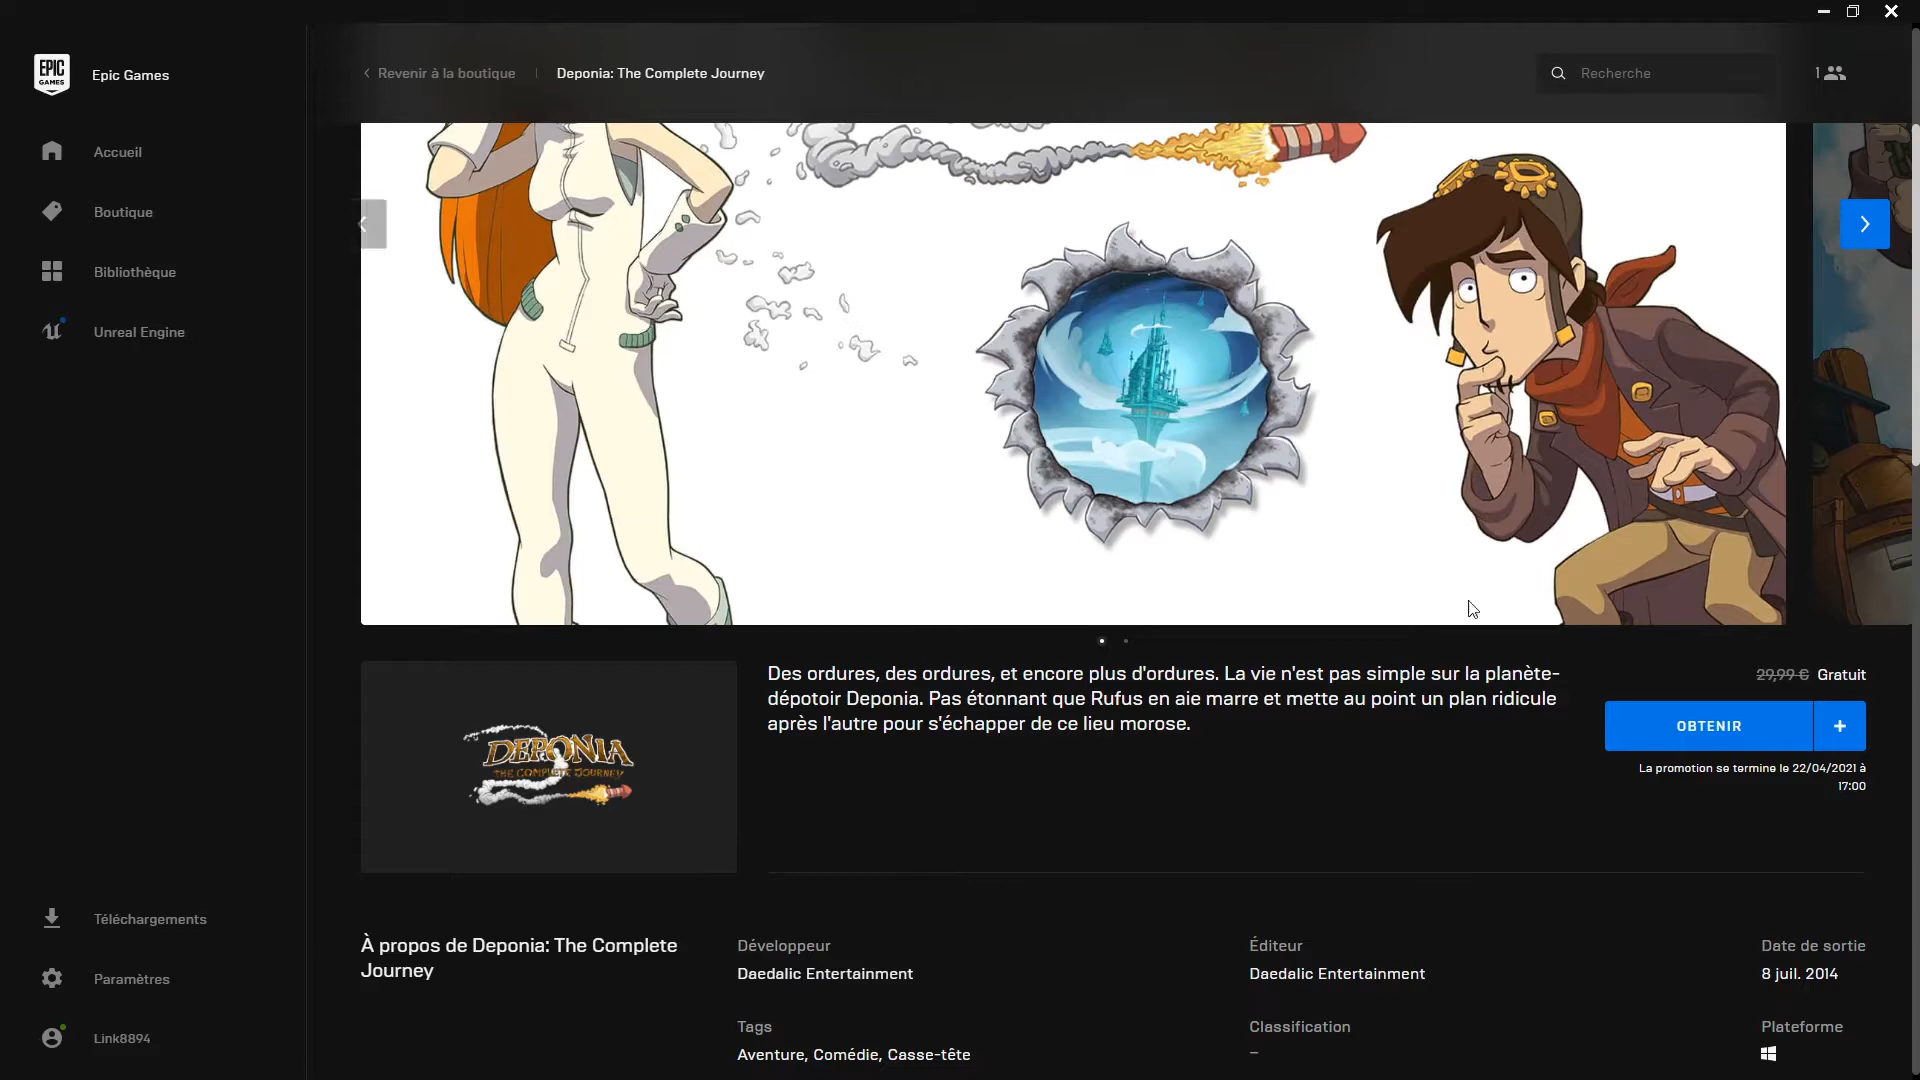 EPIC
GAMES
Epic Games
Revenir à la boutique
Deponia: The Complete Journey
Recherche
1
Accueil
Boutique
Bibliothèque
Unreal Engine
Des ordures, des ordures, et encore plus d'ordures. La vie n'est pas simple sur la planète-
dépotoir Deponia. Pas étonnant que Rufus en aie marre et mette au point un plan ridicule
après l'autre pour s'échapper de ce lieu morose.
29,99 € Gratuit
OBTENIR +
La promotion se termine le 22/04/2021 à
17:00
DEPONIA
THE COMPLETE JOURNEY
Téléchargements
Paramètres
Link8894
À propos de Deponia: The Complete
Journey
Développeur
Daedalic Entertainment
Éditeur
Daedalic Entertainment
Date de sortie
8 juil. 2014
Tags
Aventure, Comédie, Casse-tête
Classification
–
Plateforme